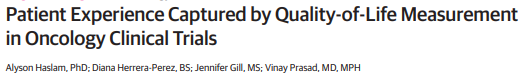 Patient Experience Captured by Quality-of-Life Measurement
in Oncology Clinical Trials
Alyson Haslam, PhD; Diana Herrera-Perez, BS; Jennifer Gill, MS; Vinay Prasad, MD, MPH